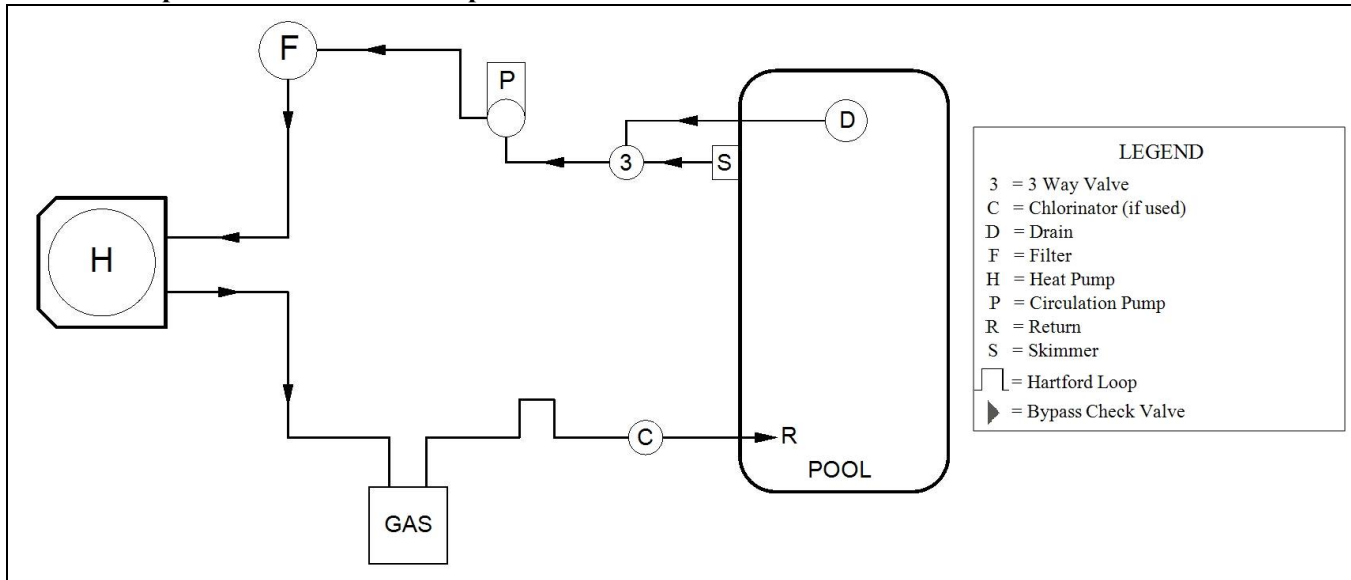 F
P
D
3
S
H
C
R
POOL
GAS
LEGEND
3 = 3 Way Valve
C = Chlorinator (if used)
D = Drain
F = Filter
H = Heat Pump
P = Circulation Pump
R = Return
S = Skimmer
= Hartford Loop
= Bypass Check Valve